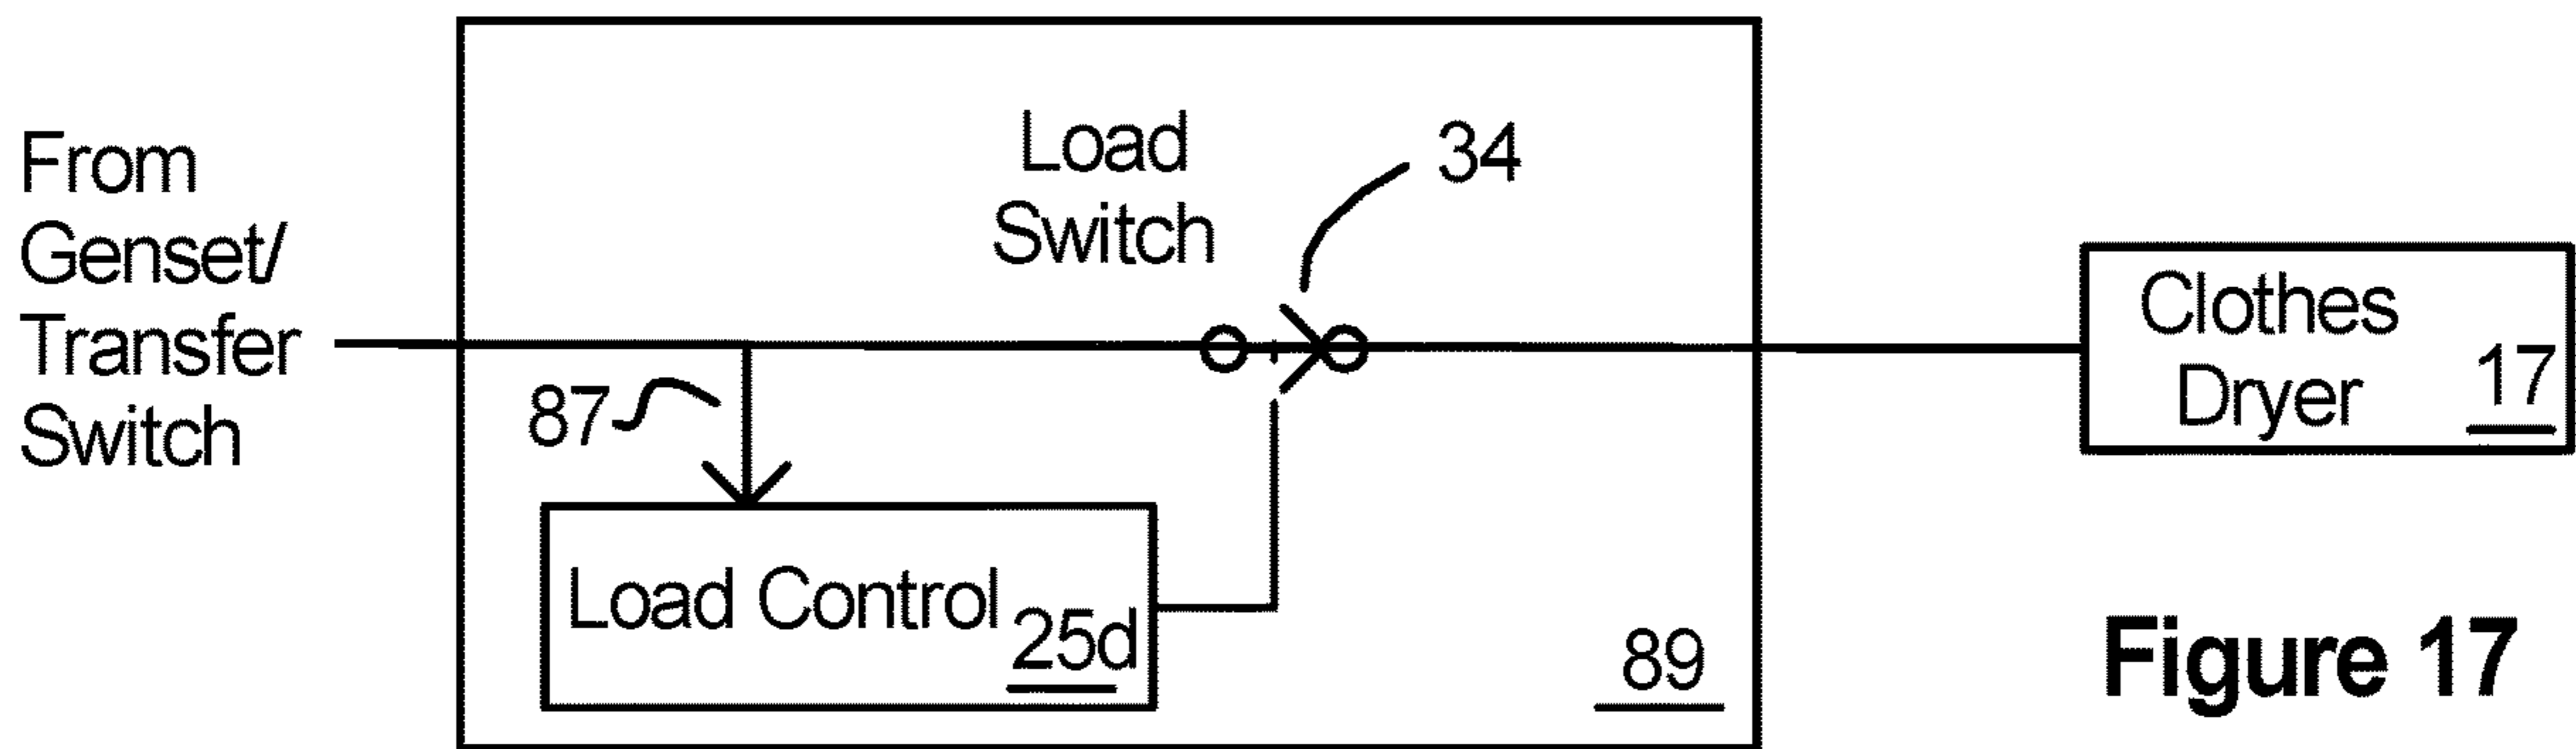 From
Genset/
Transfer
Switch
Load
Switch
34
87
Load Control 25d
89
Clothes
Dryer 17
Figure 17